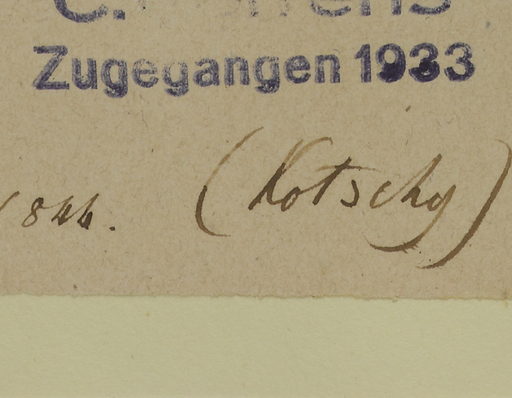 Zugegangen 1933
1844. (Kotschy)